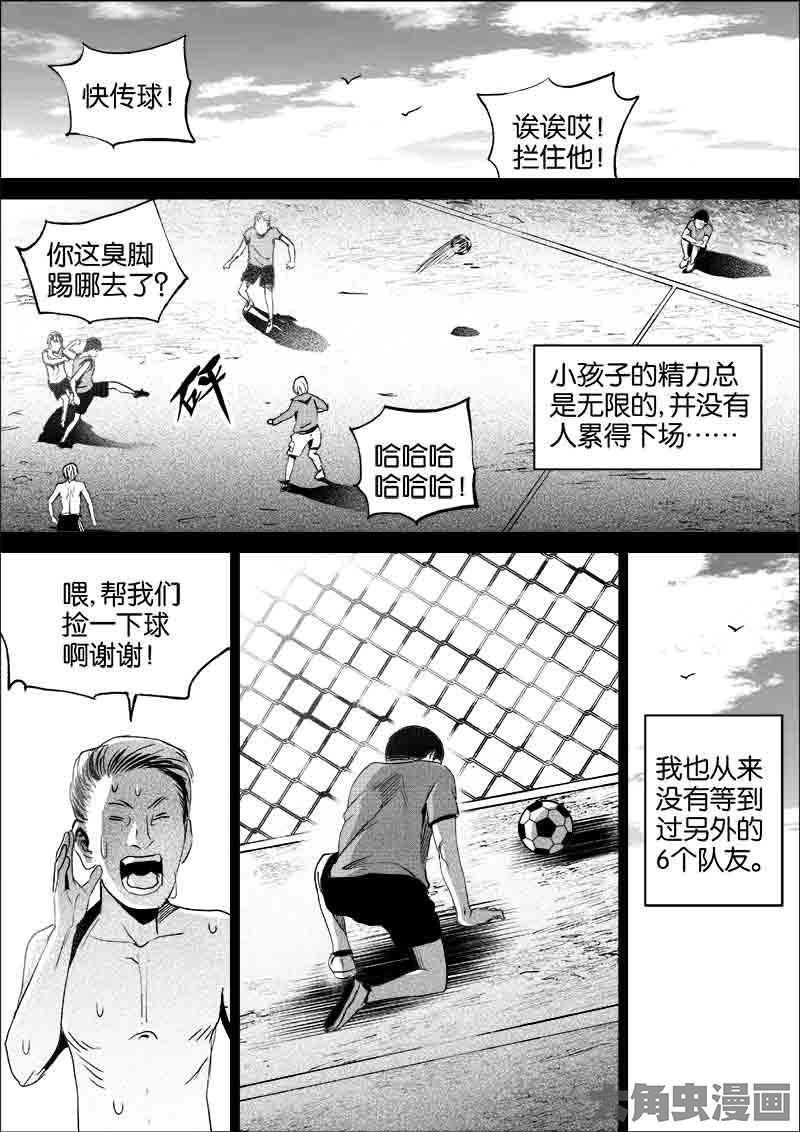 快传球！
诶诶哎！
拦住他！
你这臭脚
踢哪去了？
砰
小孩子的精力总
是无限的，并没有
人累得下场……
哈哈哈
哈哈哈！
喂，帮我们
捡一下球
啊谢谢！
我也从来
没有等到
过另外的
6个队友。
大角虫漫画